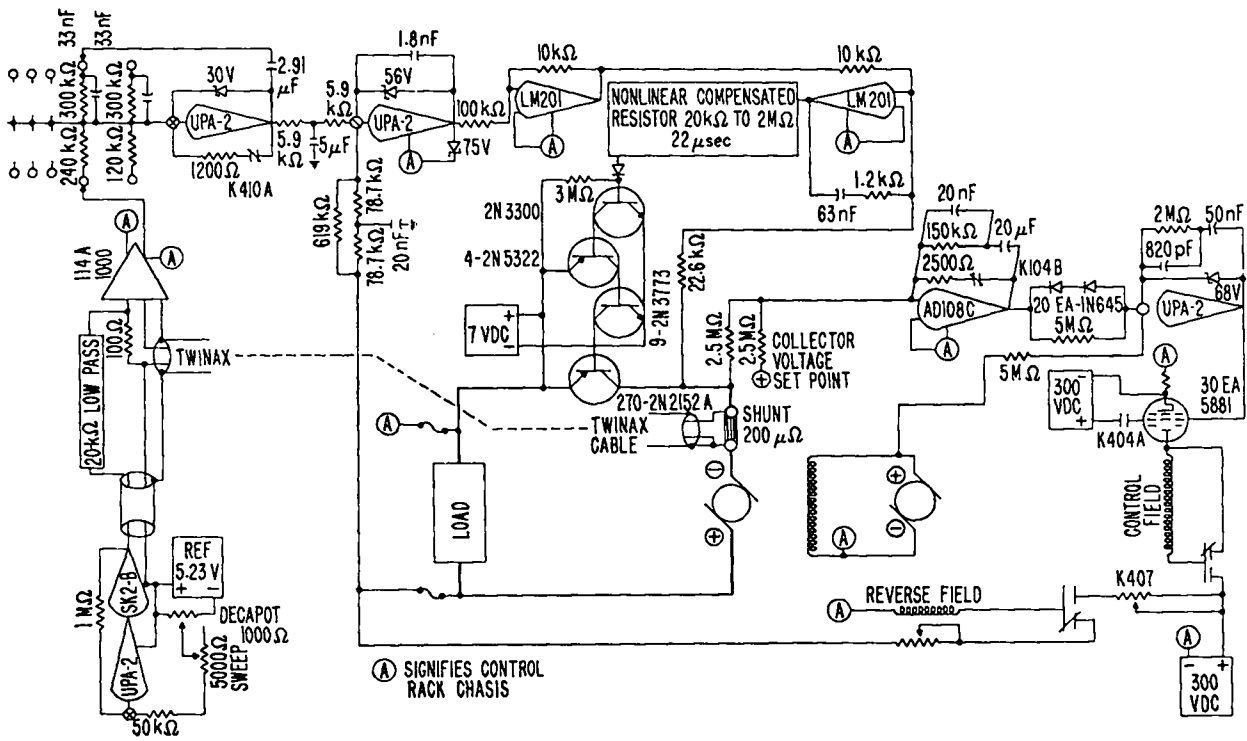 33nF
33nF
300kΩ
300kΩ
240kΩ
120kΩ
30V
UPA-2
1200Ω
K410A
2.91
μF
5.9
kΩ
5μF
5.9
kΩ
1.8nF
56V
UPA-2
A
75V
100kΩ
10kΩ
LM201
A
NONLINEAR COMPENSATED
RESISTOR 20kΩ TO 2MΩ
22μsec
10kΩ
LM201
A
1.2kΩ
63nF
3MΩ
2N3300
4-2N5322
9-2N3773
7 VDC
+
-
270-2N2152A
619kΩ
78.7kΩ
78.7kΩ
20nF
22.6kΩ
2.5MΩ
2.5MΩ
COLLECTOR
VOLTAGE
SET POINT
20nF
150kΩ
20μF
2500Ω
K104B
AD108C
A
20 EA-IN645
5MΩ
5MΩ
2MΩ
50nF
820pF
68V
UPA-2
A
30 EA
5881
300
VDC
-
+
K404A
CONTROL
FIELD
A
A
114A
1000
100Ω
20kΩ LOW PASS
TWINAX
TWINAX
CABLE
SHUNT
200μΩ
A
LOAD
-
+
+
-
A
SK2-B
REF
5.23V
+ -
1MΩ
UPA-2
DECAPOT
1000Ω
5000Ω
SWEEP
50kΩ
A SIGNIFIES CONTROL
RACK CHASIS
A
REVERSE FIELD
K407
A
- +
300
VDC